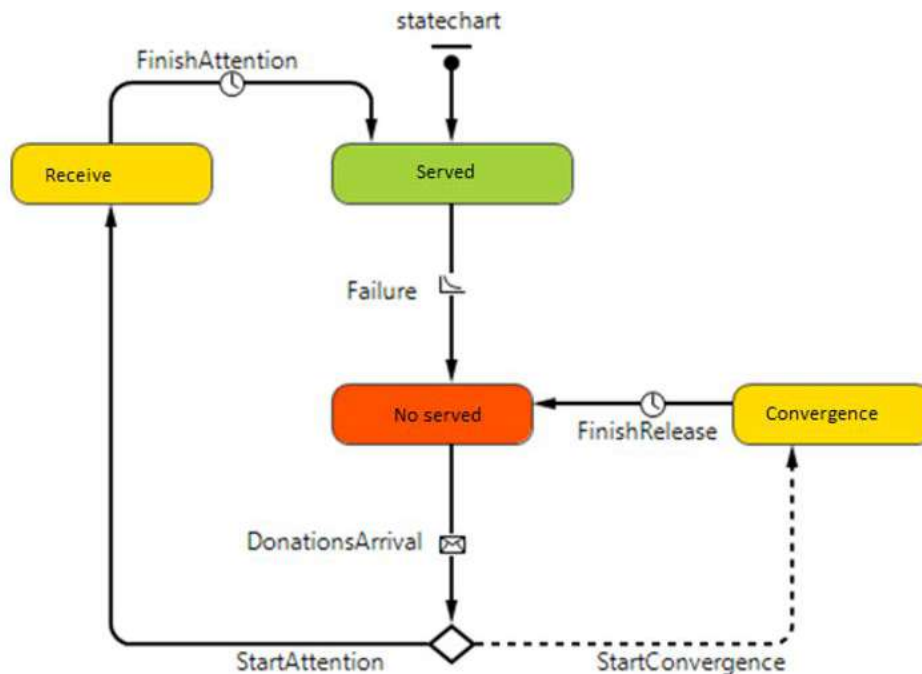 statechart
FinishAttention
Receive
Served
Failure
No served
Convergence
FinishRelease
DonationsArrival
StartAttention
StartConvergence